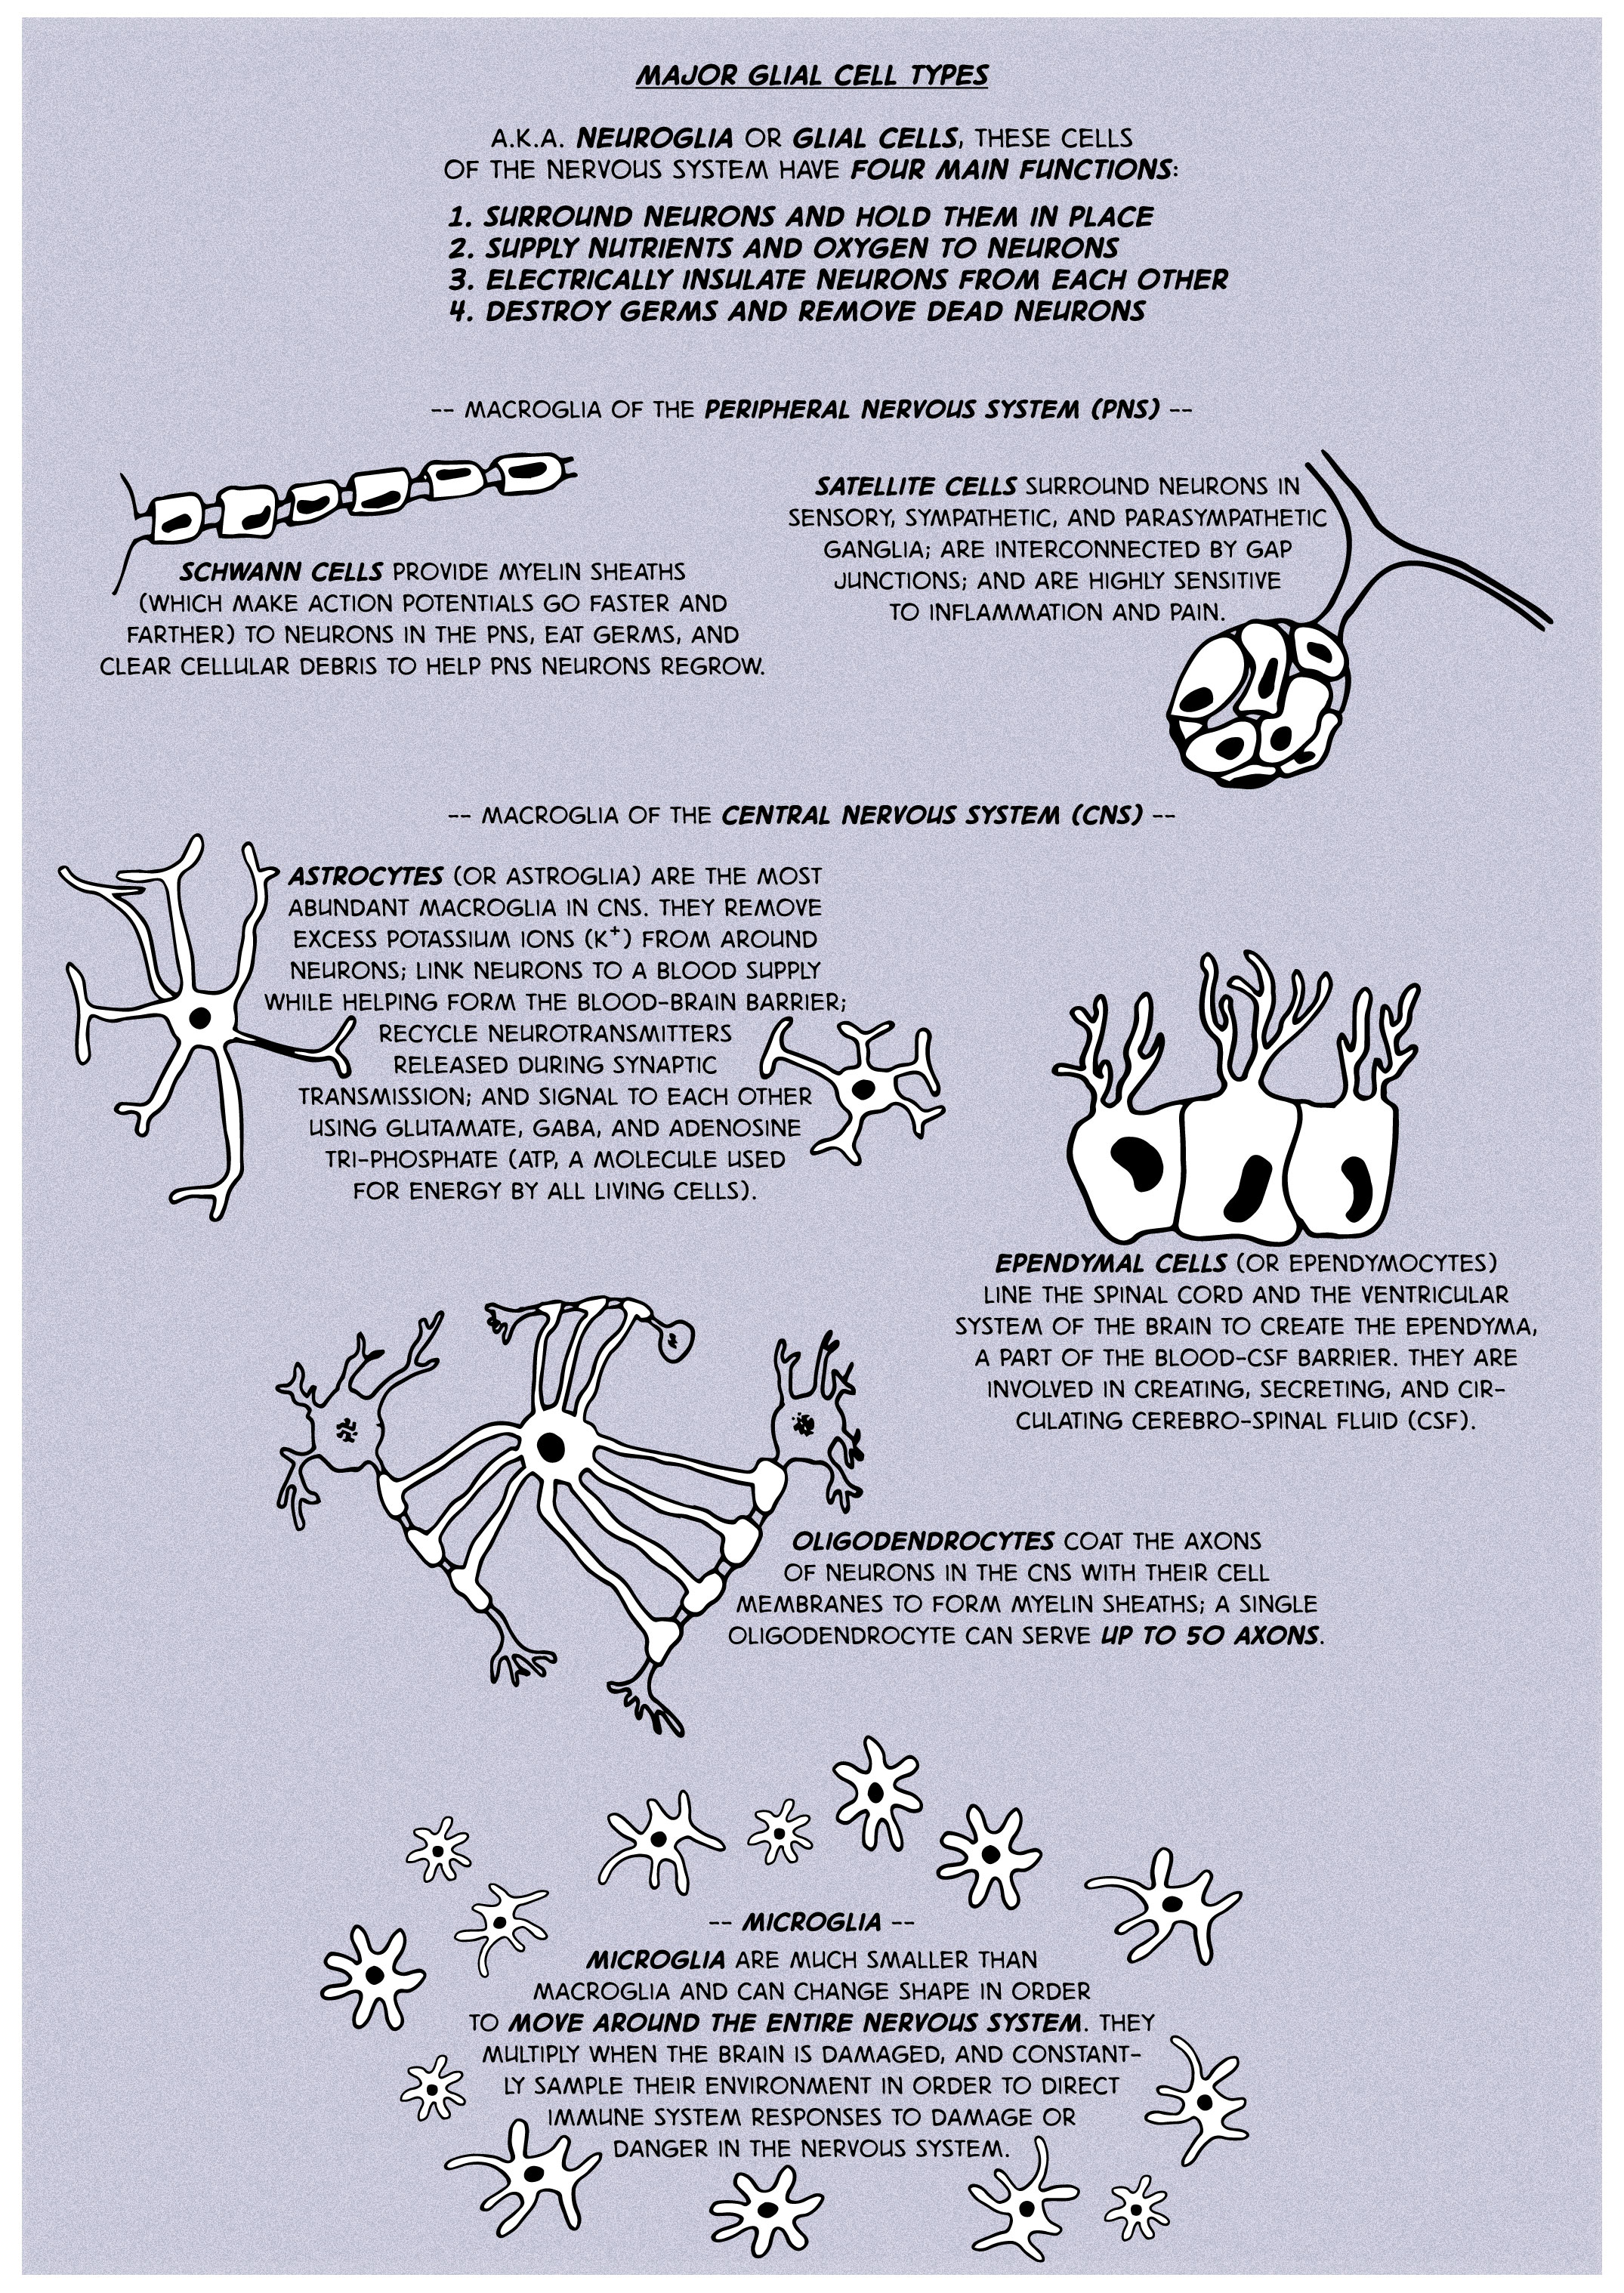 MAJOR GLIAL CELL TYPES
A.K.A. NEUROGLIA OR GLIAL CELLS, THESE CELLS
OF THE NERVOUS SYSTEM HAVE FOUR MAIN FUNCTIONS:
1. SURROUND NEURONS AND HOLD THEM IN PLACE
2. SUPPLY NUTRIENTS AND OXYGEN TO NEURONS
3. ELECTRICALLY INSULATE NEURONS FROM EACH OTHER
4. DESTROY GERMS AND REMOVE DEAD NEURONS
-- MACROGLIA OF THE PERIPHERAL NERVOUS SYSTEM (PNS) --
SCHWANN CELLS PROVIDE MYELIN SHEATHS
(WHICH MAKE ACTION POTENTIALS GO FASTER AND
FARTHER) TO NEURONS IN THE PNS, EAT GERMS, AND
CLEAR CELLULAR DEBRIS TO HELP PNS NEURONS REGROW.
SATELLITE CELLS SURROUND NEURONS IN
SENSORY, SYMPATHETIC, AND PARASYMPATHETIC
GANGLIA; ARE INTERCONNECTED BY GAP
JUNCTIONS; AND ARE HIGHLY SENSITIVE
TO INFLAMMATION AND PAIN.
-- MACROGLIA OF THE CENTRAL NERVOUS SYSTEM (CNS) --
ASTROCYTES (OR ASTROGLIA) ARE THE MOST
ABUNDANT MACROGLIA IN CNS. THEY REMOVE
EXCESS POTASSIUM IONS (K+) FROM AROUND
NEURONS; LINK NEURONS TO A BLOOD SUPPLY
WHILE HELPING FORM THE BLOOD-BRAIN BARRIER;
RECYCLE NEUROTRANSMITTERS
RELEASED DURING SYNAPTIC
TRANSMISSION; AND SIGNAL TO EACH OTHER
USING GLUTAMATE, GABA, AND ADENOSINE
TRI-PHOSPHATE (ATP, A MOLECULE USED
FOR ENERGY BY ALL LIVING CELLS).
EPENDYMAL CELLS (OR EPENDYMOCYTES)
LINE THE SPINAL CORD AND THE VENTRICULAR
SYSTEM OF THE BRAIN TO CREATE THE EPENDYMA,
A PART OF THE BLOOD-CSF BARRIER. THEY ARE
INVOLVED IN CREATING, SECRETING, AND CIR-
CULATING CEREBRO-SPINAL FLUID (CSF).
OLIGODENDROCYTES COAT THE AXONS
OF NEURONS IN THE CNS WITH THEIR CELL
MEMBRANES TO FORM MYELIN SHEATHS; A SINGLE
OLIGODENDROCYTE CAN SERVE UP TO 50 AXONS.
-- MICROGLIA --
MICROGLIA ARE MUCH SMALLER THAN
MACROGLIA AND CAN CHANGE SHAPE IN ORDER
TO MOVE AROUND THE ENTIRE NERVOUS SYSTEM. THEY
MULTIPLY WHEN THE BRAIN IS DAMAGED, AND CONSTANT-
LY SAMPLE THEIR ENVIRONMENT IN ORDER TO DIRECT
IMMUNE SYSTEM RESPONSES TO DAMAGE OR
DANGER IN THE NERVOUS SYSTEM.